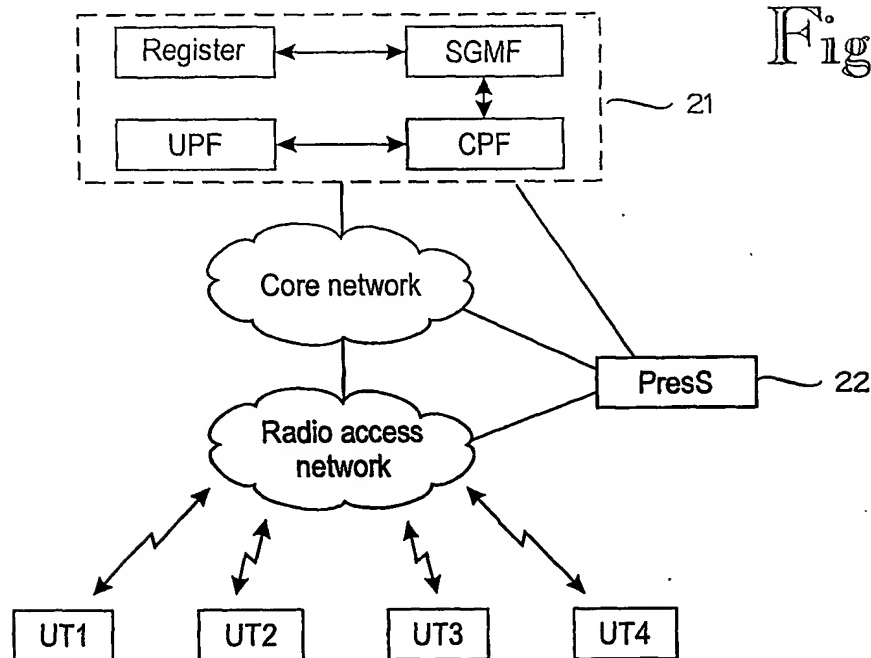 Fig
Register
SGMF
21
UPF
CPF
Core network
PresS
22
Radio access
network
UT1
UT2
UT3
UT4